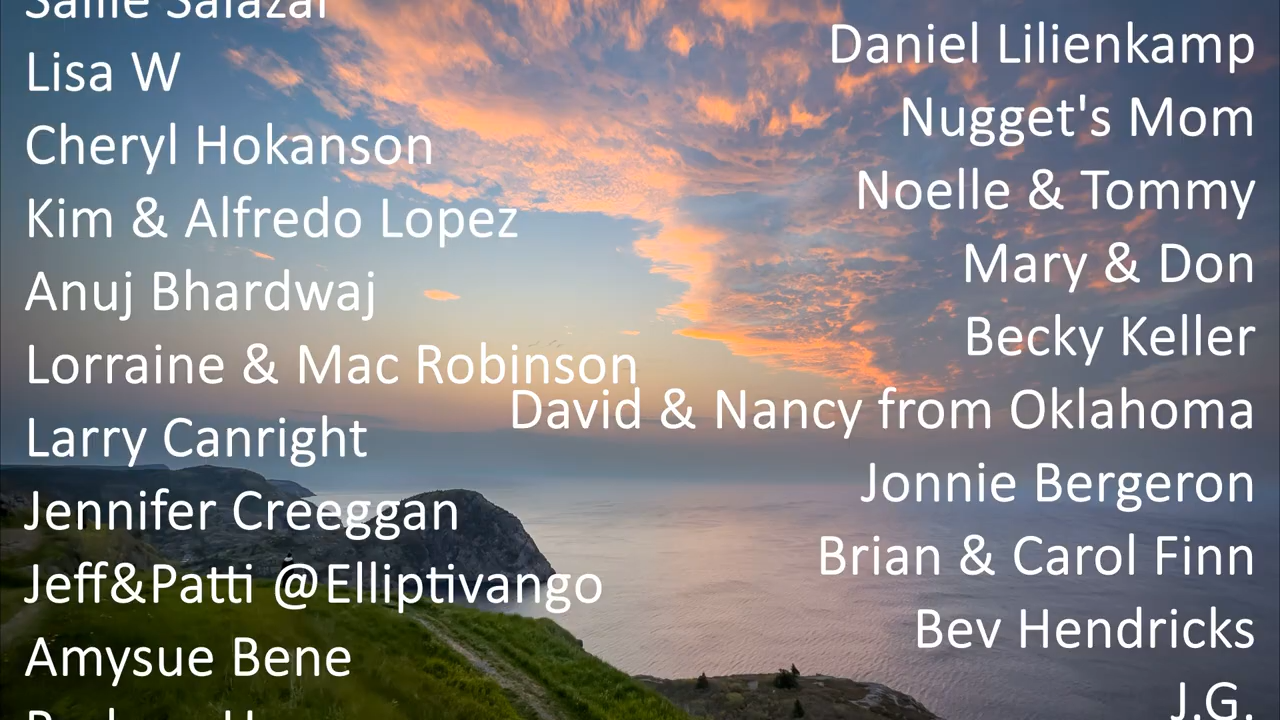 Sallie Salazar
Lisa W
Cheryl Hokanson
Kim & Alfredo Lopez
Anuj Bhardwaj
Lorraine & Mac Robinson
Larry Canright
Jennifer Creeggan
Jeff&Patti @Elliptivango
Amysue Bene
Daniel Lilienkamp
Nugget's Mom
Noelle & Tommy
Mary & Don
Becky Keller
David & Nancy from Oklahoma
Jonnie Bergeron
Brian & Carol Finn
Bev Hendricks
J.G.